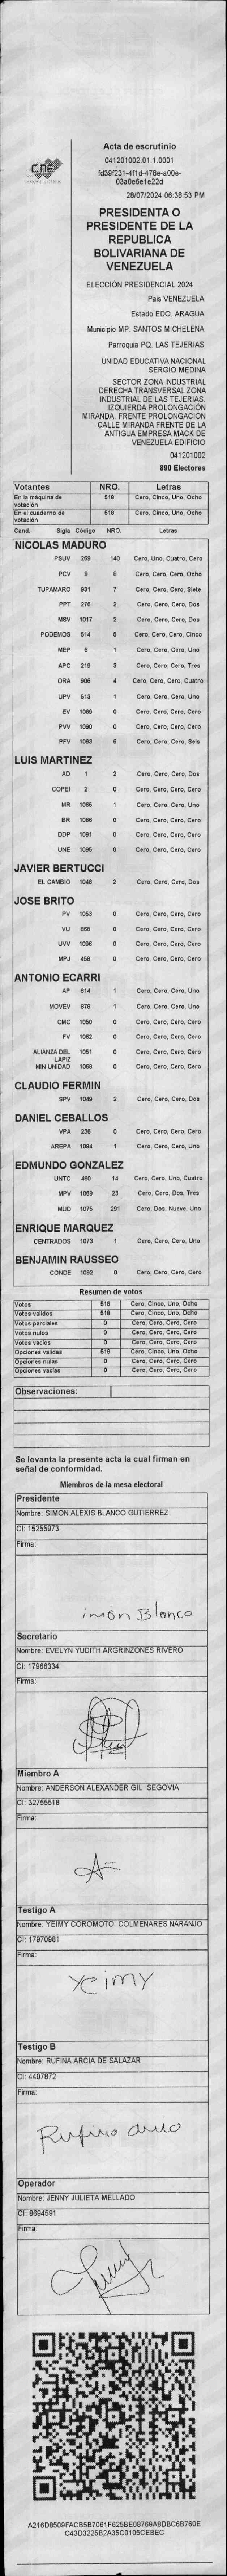 CNE
Acta de escrutinio
041201002.01.1.0001
fd39f231-4f1d-478e-a00e-
03a0e6e1e22d
28/07/2024 06:38:53 PM
PRESIDENTA O
PRESIDENTE DE LA
REPUBLICA
BOLIVARIANA DE
VENEZUELA
ELECCIÓN PRESIDENCIAL 2024
Pais VENEZUELA
Estado EDO. ARAGUA
Municipio MP. SANTOS MICHELENA
Parroquia PQ. LAS TEJERIAS
UNIDAD EDUCATIVA NACIONAL
SERGIO MEDINA
SECTOR ZONA INDUSTRIAL
DERECHA TRANSVERSAL ZONA
INDUSTRIAL DE LAS TEJERIAS.
IZQUIERDA PROLONGACIÓN
MIRANDA. FRENTE PROLONGACIÓN
CALLE MIRANDA FRENTE DE LA
ANTIGUA EMPRESA MACK DE
VENEZUELA EDIFICIO
041201002
890 Electores
Votantes NRO. Letras
En la máquina de votación 518 Cero, Cinco, Uno, Ocho
En el cuaderno de votación 518 Cero, Cinco, Uno, Ocho
Cand. Sigla Código NRO. Letras
NICOLAS MADURO
PSUV 269 140 Cero, Uno, Cuatro, Cero
PCV 9 8 Cero, Cero, Cero, Ocho
TUPAMARO 931 7 Cero, Cero, Cero, Siete
PPT 276 2 Cero, Cero, Cero, Dos
MSV 1017 2 Cero, Cero, Cero, Dos
PODEMOS 514 5 Cero, Cero, Cero, Cinco
MEP 6 1 Cero, Cero, Cero, Uno
APC 219 3 Cero, Cero, Cero, Tres
ORA 906 4 Cero, Cero, Cero, Cuatro
UPV 513 1 Cero, Cero, Cero, Uno
EV 1089 0 Cero, Cero, Cero, Cero
PVV 1090 0 Cero, Cero, Cero, Cero
PFV 1093 6 Cero, Cero, Cero, Seis
LUIS MARTINEZ
AD 1 2 Cero, Cero, Cero, Dos
COPEI 2 0 Cero, Cero, Cero, Cero
MR 1065 1 Cero, Cero, Cero, Uno
BR 1066 0 Cero, Cero, Cero, Cero
DDP 1091 0 Cero, Cero, Cero, Cero
UNE 1095 0 Cero, Cero, Cero, Cero
JAVIER BERTUCCI
EL CAMBIO 1048 2 Cero, Cero, Cero, Dos
JOSE BRITO
PV 1053 0 Cero, Cero, Cero, Cero
VU 868 0 Cero, Cero, Cero, Cero
UVV 1096 0 Cero, Cero, Cero, Cero
MPJ 458 0 Cero, Cero, Cero, Cero
ANTONIO ECARRI
AP 814 1 Cero, Cero, Cero, Uno
MOVEV 979 1 Cero, Cero, Cero, Uno
CMC 1050 0 Cero, Cero, Cero, Cero
FV 1062 0 Cero, Cero, Cero, Cero
ALIANZA DEL LAPIZ 1051 0 Cero, Cero, Cero, Cero
MIN UNIDAD 1058 0 Cero, Cero, Cero, Cero
CLAUDIO FERMIN
SPV 1049 2 Cero, Cero, Cero, Dos
DANIEL CEBALLOS
VPA 236 0 Cero, Cero, Cero, Cero
AREPA 1094 1 Cero, Cero, Cero, Uno
EDMUNDO GONZALEZ
UNTC 460 14 Cero, Cero, Uno, Cuatro
MPV 1069 23 Cero, Cero, Dos, Tres
MUD 1075 291 Cero, Dos, Nueve, Uno
ENRIQUE MARQUEZ
CENTRADOS 1073 1 Cero, Cero, Cero, Uno
BENJAMIN RAUSSEO
CONDE 1092 0 Cero, Cero, Cero, Cero
Resumen de votos
Votos 518 Cero, Cinco, Uno, Ocho
Votos validos 518 Cero, Cinco, Uno, Ocho
Votos parciales 0 Cero, Cero, Cero, Cero
Votos nulos 0 Cero, Cero, Cero, Cero
Votos vacios 0 Cero, Cero, Cero, Cero
Opciones validas 518 Cero, Cinco, Uno, Ocho
Opciones nulas 0 Cero, Cero, Cero, Cero
Opciones vacias 0 Cero, Cero, Cero, Cero
Observaciones:
Se levanta la presente acta la cual firman en
señal de conformidad.
Miembros de la mesa electoral
Presidente
Nombre: SIMON ALEXIS BLANCO GUTIERREZ
CI: 15255973
Firma:
imón Blanco
Secretario
Nombre: EVELYN YUDITH ARGRINZONES RIVERO
CI: 17966334
Firma:
Miembro A
Nombre: ANDERSON ALEXANDER GIL SEGOVIA
CI: 32755518
Firma:
Testigo A
Nombre: YEIMY COROMOTO COLMENARES NARANJO
CI: 17970981
Firma:
Yeimy
Testigo B
Nombre: RUFINA ARCIA DE SALAZAR
CI: 4407872
Firma:
Operador
Nombre: JENNY JULIETA MELLADO
CI: 8694591
Firma:
A216D8509FACB5B7061F625BE08769A8DBC6B760E
C43D3225B2A35C0105CEBEC